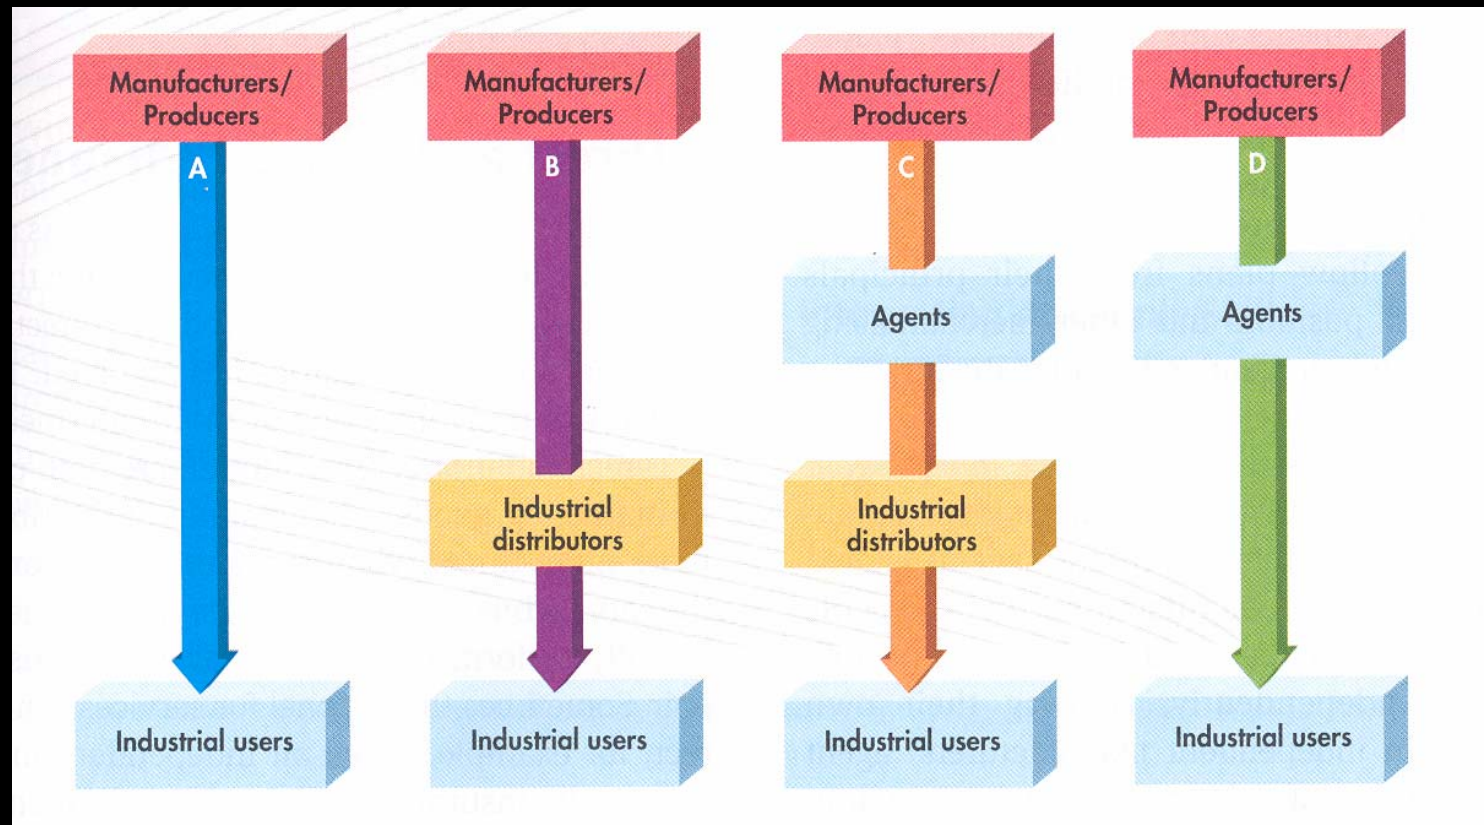 Manufacturers/
Producers
A
Industrial users
Manufacturers/
Producers
B
Industrial
distributors
Industrial users
Manufacturers/
Producers
C
Agents
Industrial
distributors
Industrial users
Manufacturers/
Producers
D
Agents
Industrial users